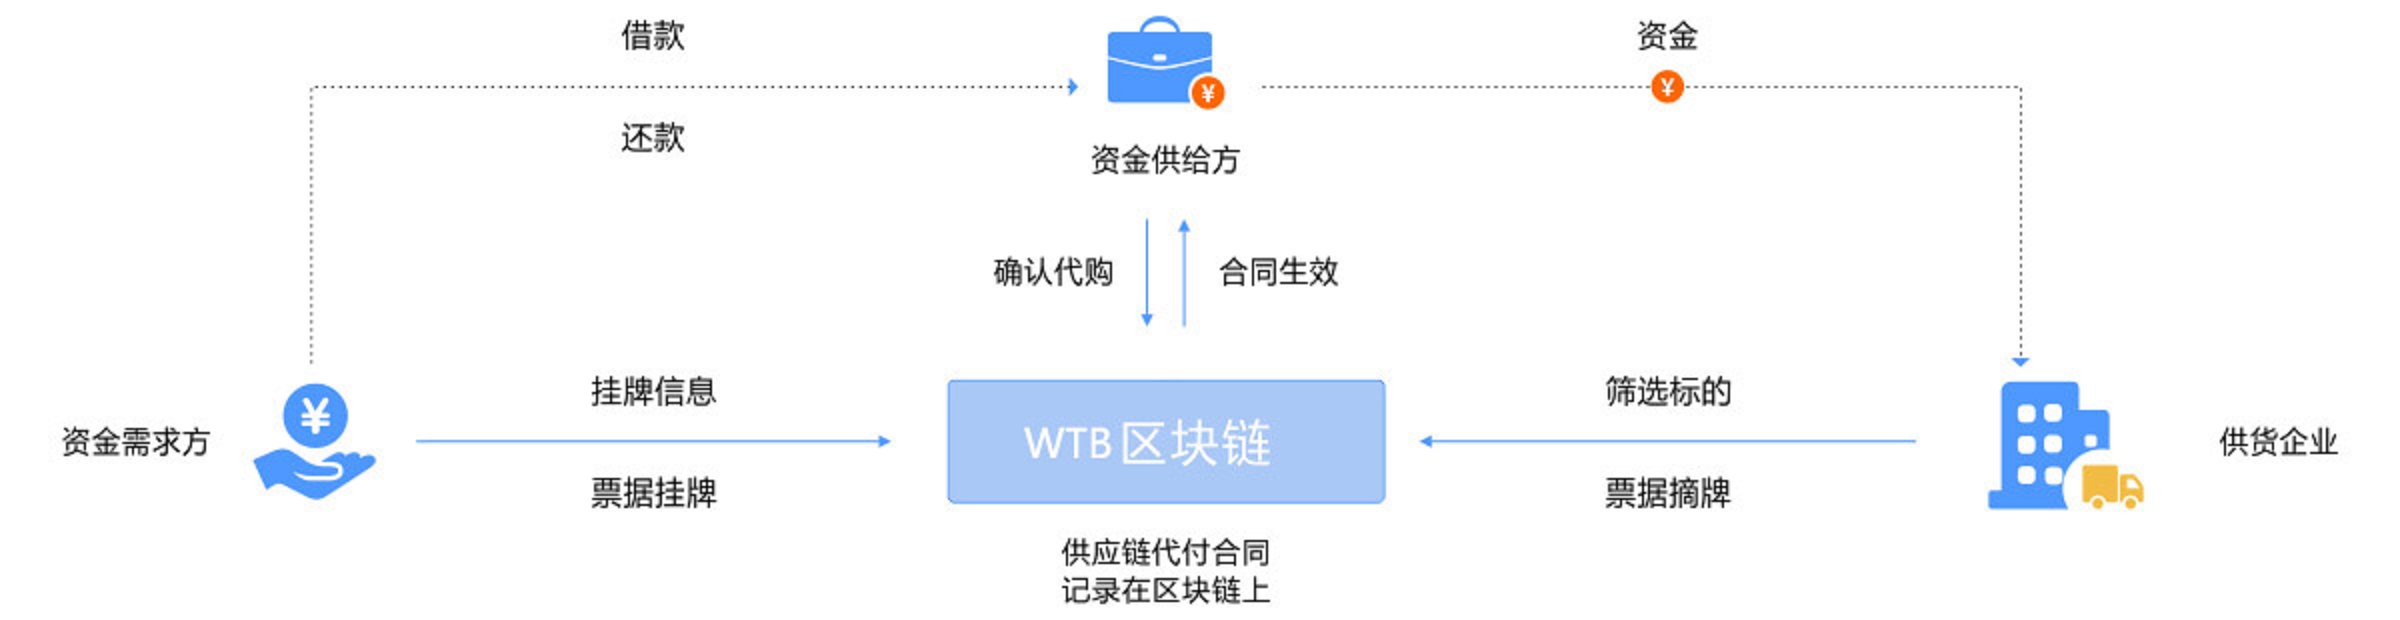 借款
资金
¥
还款
¥
资金供给方
确认代购
合同生效
挂牌信息
筛选标的
¥
资金需求方
WTB区块链
供货企业
票据挂牌
票据摘牌
供应链代付合同
记录在区块链上